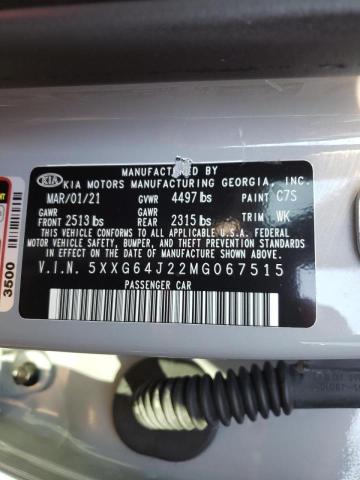 MANUFACTURED BY
KIA KIA MOTORS MANUFACTURING GEORGIA, INC.
MAR/01/21 GVWR 4497 lbs PAINT C7S
GAWR FRONT 2513 lbs GAWR REAR 2315 lbs TRIM WK
THIS VEHICLE CONFORMS TO ALL APPLICABLE U.S.A. FEDERAL
MOTOR VEHICLE SAFETY, BUMPER, AND
THEFT PREVENTION STANDARDS IN EFFECT ON THE DATE OF
MANUFACTURE SHOWN ABOVE.
V.I.N. 5XXG64J22MG067515
PASSENGER CAR
3500